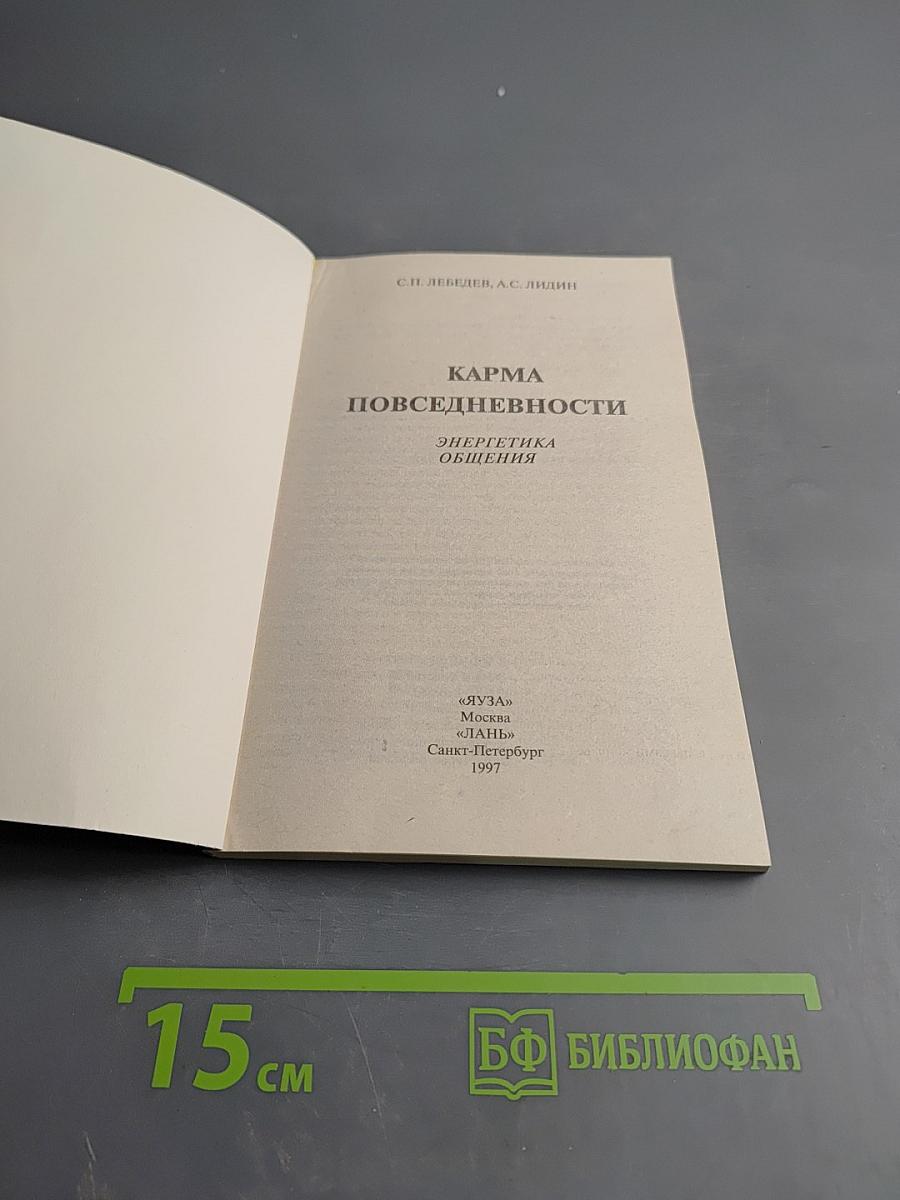 С.П. ЛЕБЕДЕВ, А.С. ЛИДИН
КАРМА
ПОВСЕДНЕВНОСТИ
ЭНЕРГЕТИКА
ОБЩЕНИЯ
«ЯУЗА»
Москва
«ЛАНЬ»
Санкт-Петербург
1997
15 см
БФ БИБЛИОФАН